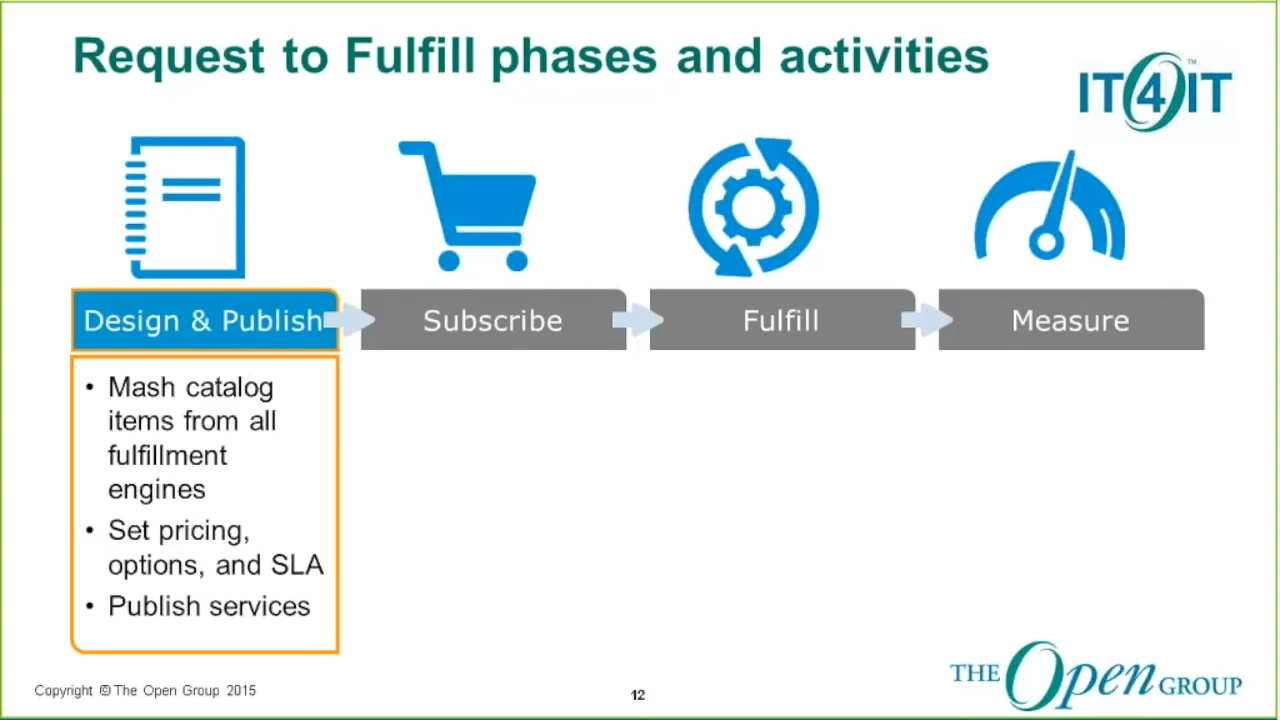 Request to Fulfill phases and activities
IT4IT™
Design & Publish
Subscribe
Fulfill
Measure
• Mash catalog
items from all
fulfillment
engines
• Set pricing,
options, and SLA
• Publish services
Copyright © The Open Group 2015
12
THE Open GROUP